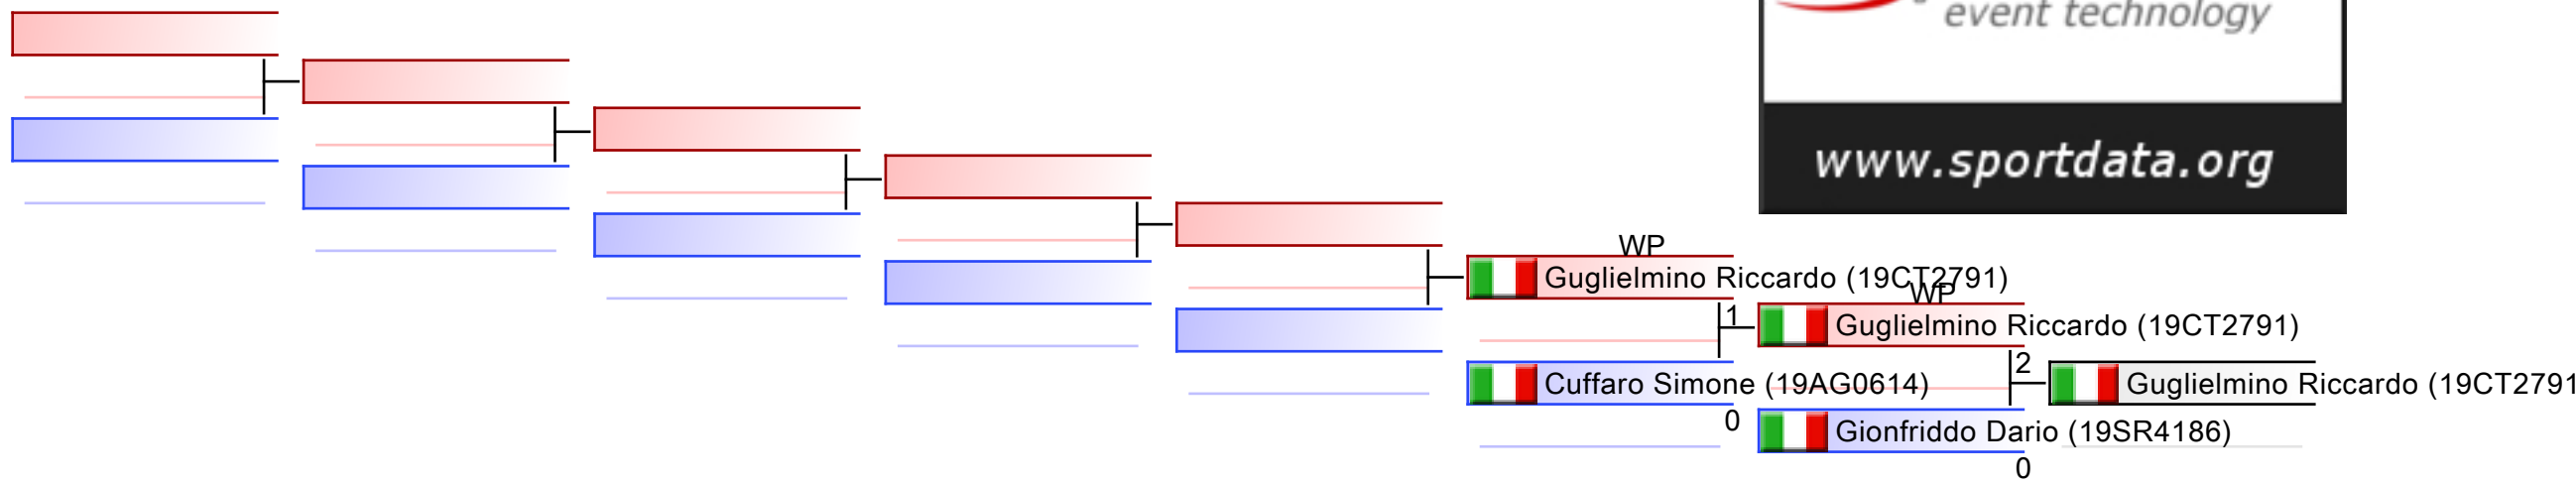 event technology
www.sportdata.org
WP
Guglielmino Riccardo (19CT2791)
WP
1
Guglielmino Riccardo (19CT2791)
2
Cuffaro Simone (19AG0614)
Guglielmino Riccardo (19CT2791
0
Gionfriddo Dario (19SR4186)
0